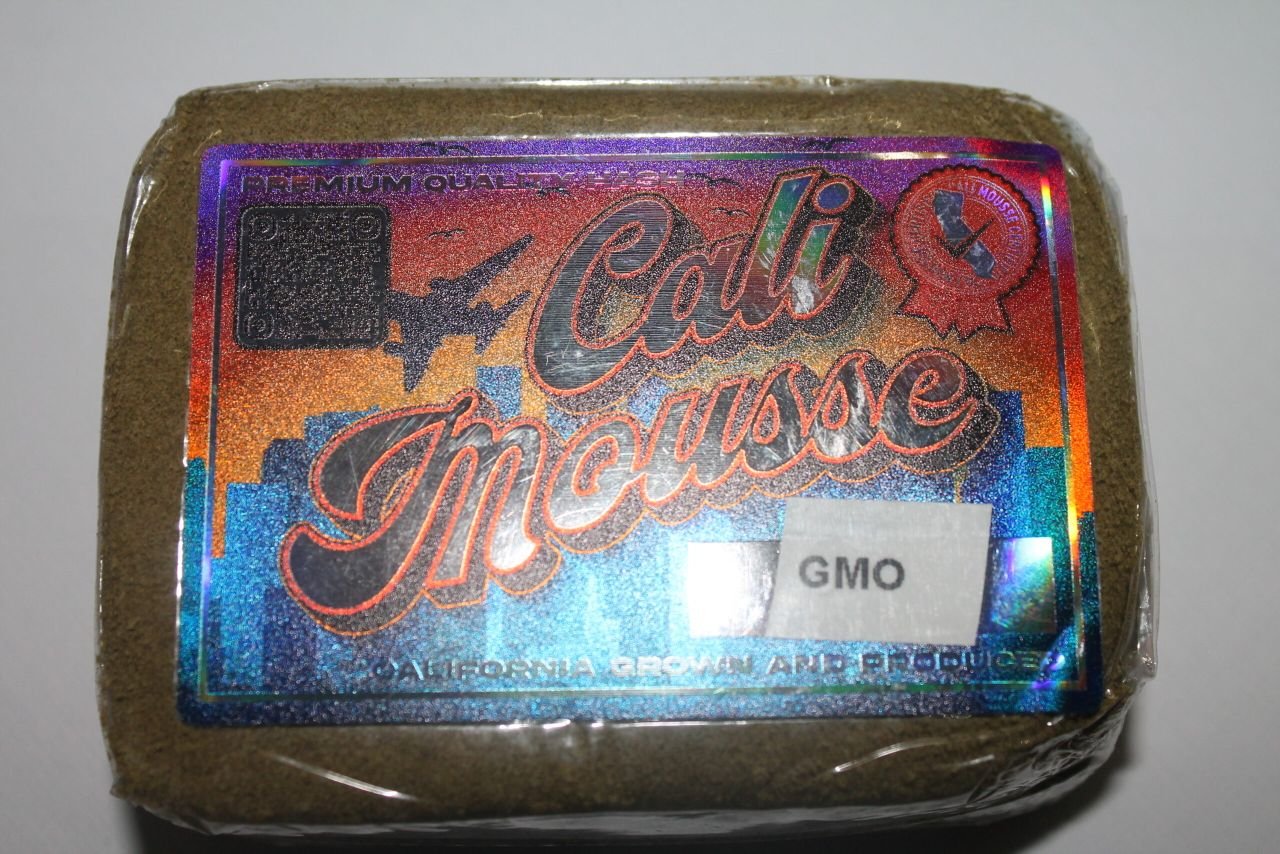 PREMIUM QUALITY HASH
Cali
Mousse
GMO
CALIFORNIA GROWN AND PRODUCED